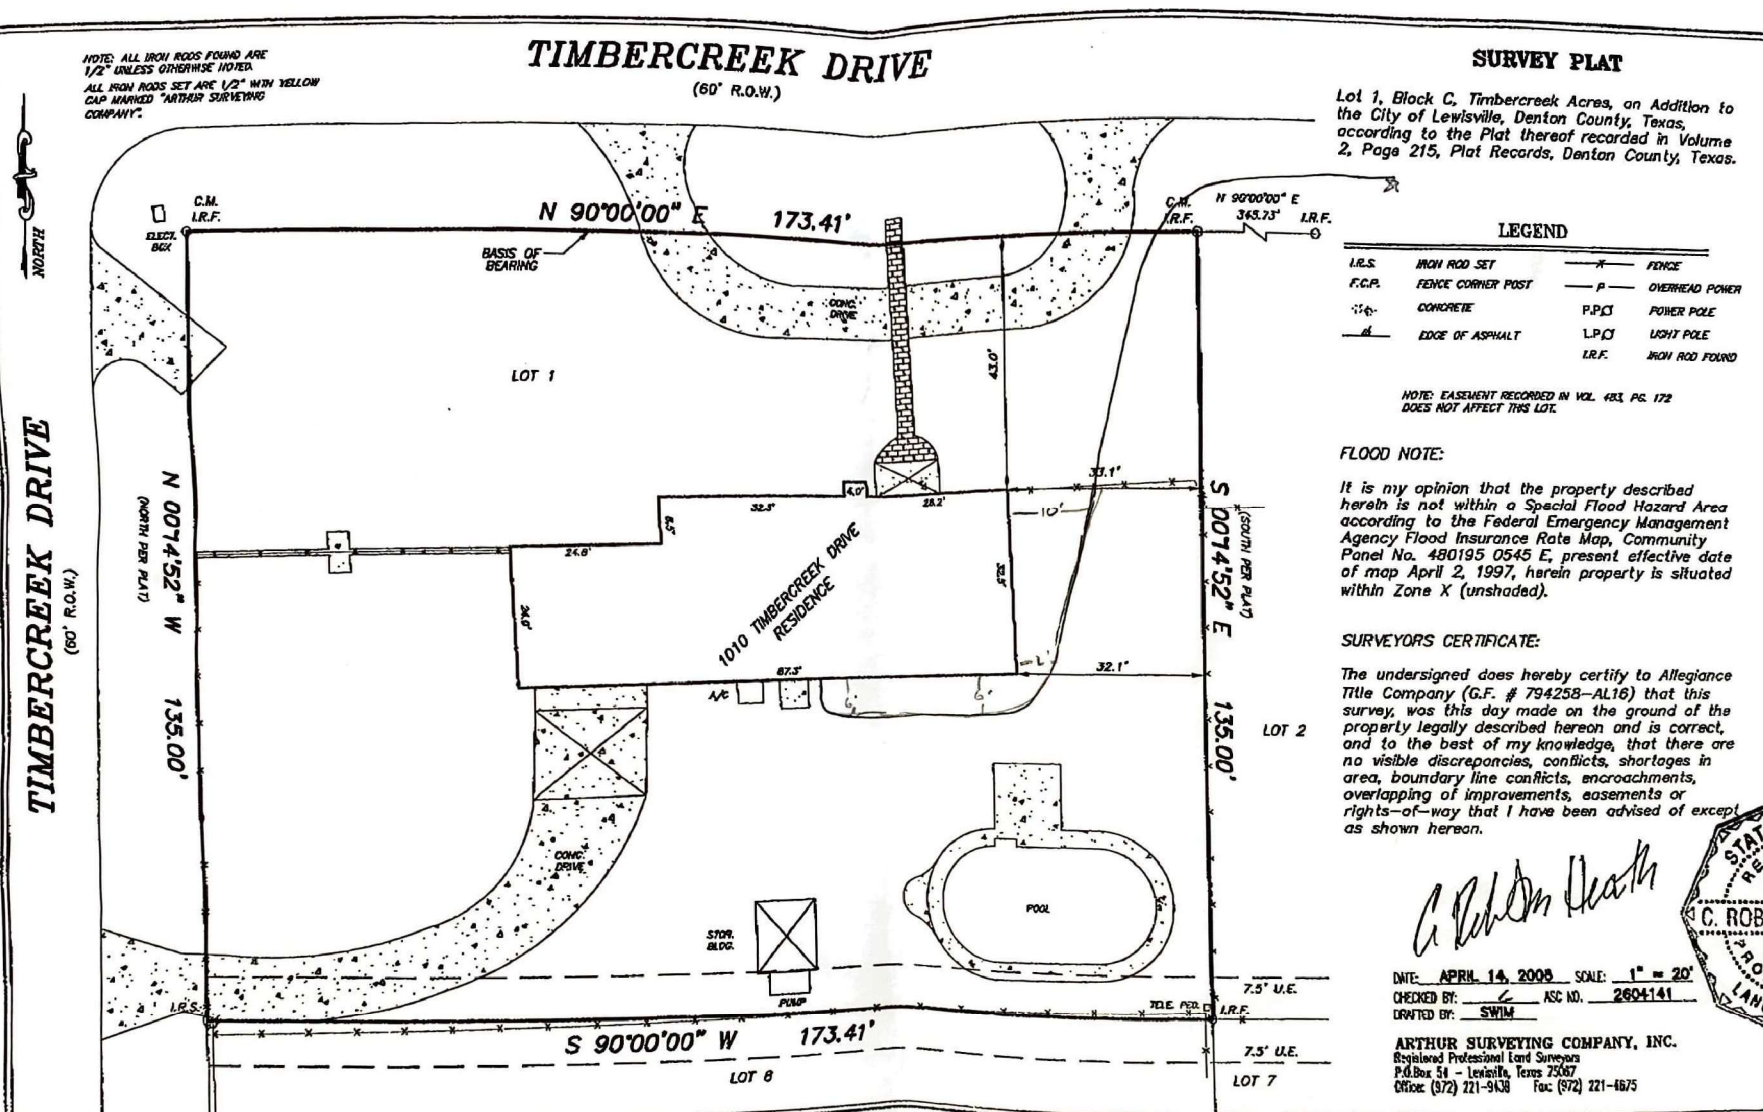 NOTE: ALL IRON RODS FOUND ARE
1/2" UNLESS OTHERWISE NOTED.
ALL IRON RODS SET ARE 1/2" WITH YELLOW
CAP MARKED "ARTHUR SURVEYING
COMPANY".
NORTH
TIMBERCREEK DRIVE
(60' R.O.W.)
C.M.
I.R.F.
ELECT.
BOX
N 90°00'00" E 173.41'
BASIS OF
BEARING
C.M.
I.R.F.
N 90°00'00" E
345.73' I.R.F.
CONC.
DRIVE
LOT 1
43.0'
TIMBERCREEK DRIVE
(60' R.O.W.)
N 00°14'52" W 135.00'
(NORTH PER PLAT)
33.1'
10'
4.0'
32.3'
28.2'
8.5'
24.8'
24.0'
32.5'
1010 TIMBERCREEK DRIVE
RESIDENCE
S 00°14'52" E 135.00'
(SOUTH PER PLAT)
32.1'
87.3'
A/C
6'
6'
LOT 2
CONC.
DRIVE
POOL
STOR.
BLDG.
PUMP
7.5' U.E.
TELE. PED.
I.R.F.
I.R.S.
S 90°00'00" W 173.41'
7.5' U.E.
LOT 8
LOT 7
SURVEY PLAT
Lot 1, Block C, Timbercreek Acres, an Addition to
the City of Lewisville, Denton County, Texas,
according to the Plat thereof recorded in Volume
2, Page 215, Plat Records, Denton County, Texas.
LEGEND
I.R.S. IRON ROD SET
X FENCE
F.C.P. FENCE CORNER POST
P OVERHEAD POWER
CONCRETE
P.P. POWER POLE
EDGE OF ASPHALT
L.P. LIGHT POLE
I.R.F. IRON ROD FOUND
NOTE: EASEMENT RECORDED IN VOL. 483, PG. 172
DOES NOT AFFECT THIS LOT.
FLOOD NOTE:
It is my opinion that the property described
herein is not within a Special Flood Hazard Area
according to the Federal Emergency Management
Agency Flood Insurance Rate Map, Community
Panel No. 480195 0545 E, present effective date
of map April 2, 1997, herein property is situated
within Zone X (unshaded).
SURVEYORS CERTIFICATE:
The undersigned does hereby certify to Allegiance
Title Company (G.F. # 794258-AL16) that this
survey, was this day made on the ground of the
property legally described hereon and is correct,
and to the best of my knowledge, that there are
no visible discrepancies, conflicts, shortages in
area, boundary line conflicts, encroachments,
overlapping of improvements, easements or
rights-of-way that I have been advised of except
as shown hereon.
STAT
RE
C. ROB
PRO
LAN
DATE: APRIL 14, 2006 SCALE: 1" = 20'
CHECKED BY: ASC NO. 2604141
DRAFTED BY: SWIM
ARTHUR SURVEYING COMPANY, INC.
Registered Professional Land Surveyors
P.O.Box 54 - Lewisville, Texas 75067
Office: (972) 221-9439 Fax: (972) 221-4675